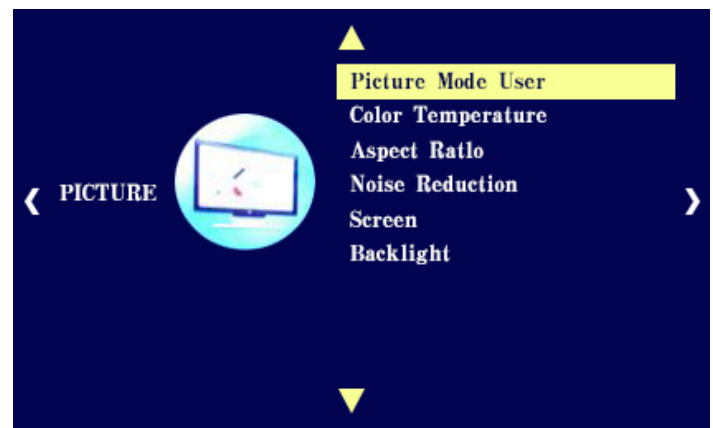 PICTURE
Picture Mode User
Color Temperature
Aspect Ratlo
Noise Reduction
Screen
Backlight